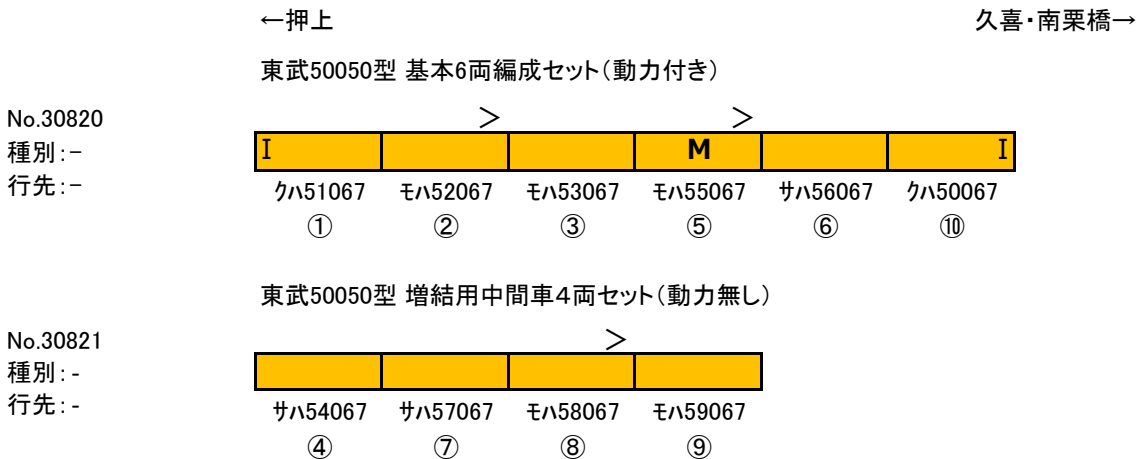 ←押上 久喜・南栗橋→
東武50050型 基本6両編成セット(動力付き)
No.30820
種別:-
行先:-
> >
I M I
ｸﾊ51067 ﾓﾊ52067 ﾓﾊ53067 ﾓﾊ55067 ｻﾊ56067 ｸﾊ50067
① ② ③ ⑤ ⑥ ⑩
東武50050型 増結用中間車４両セット(動力無し)
No.30821
種別:-
行先:-
>
ｻﾊ54067 ｻﾊ57067 ﾓﾊ58067 ﾓﾊ59067
④ ⑦ ⑧ ⑨